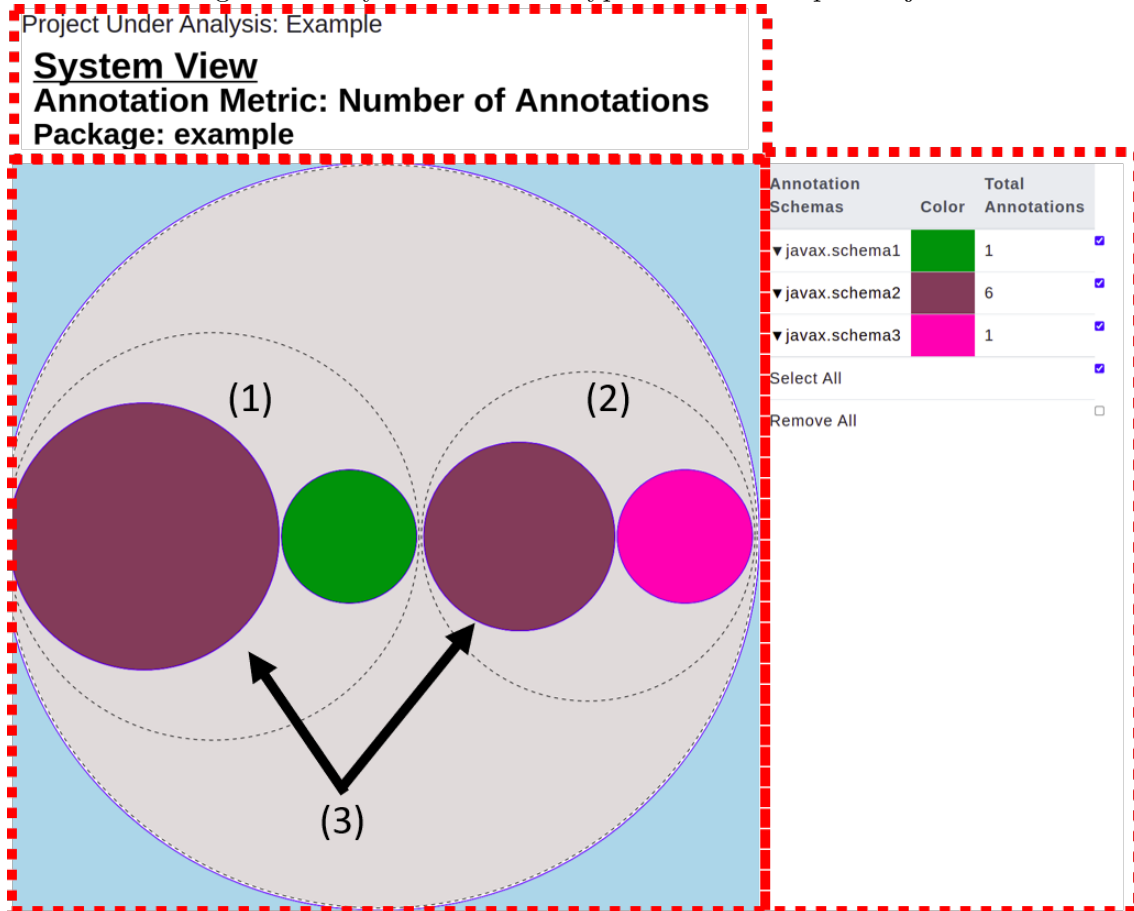 Project Under Analysis: Example
System View
Annotation Metric: Number of Annotations
Package: example
Annotation Schemas Color Total Annotations
▼javax.schema1 1
▼javax.schema2 6
▼javax.schema3 1
Select All
Remove All
(1)
(2)
(3)